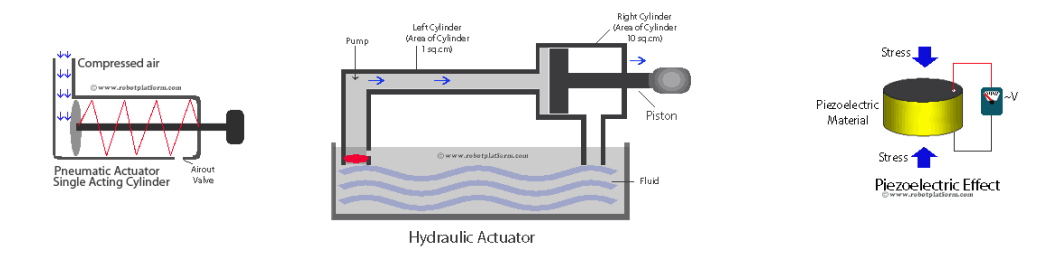 Compressed air
© www.robotplatform.com
Airout
Valve
Pneumatic Actuator
Single Acting Cylinder
Pump
Left Cylinder
(Area of Cylinder
1 sq.cm)
Right Cylinder
(Area of Cylinder
10 sq.cm)
Piston
© www.robotplatform.com
Fluid
Hydraulic Actuator
Stress
Piezoelectric
Material
~V
© www.robotplatform.com
Stress
Piezoelectric Effect